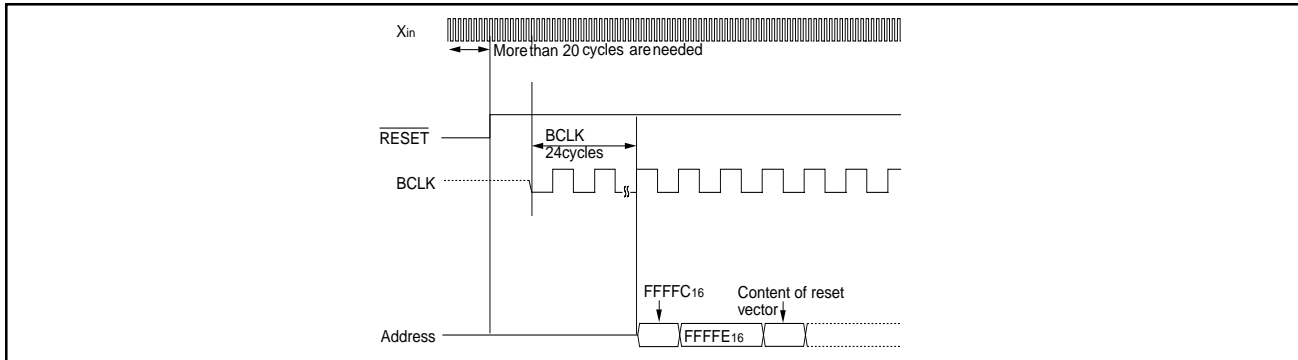 Xin
More than 20 cycles are needed
RESET
BCLK
24cycles
BCLK
FFFFC16
Content of reset
vector
Address
FFFFE16